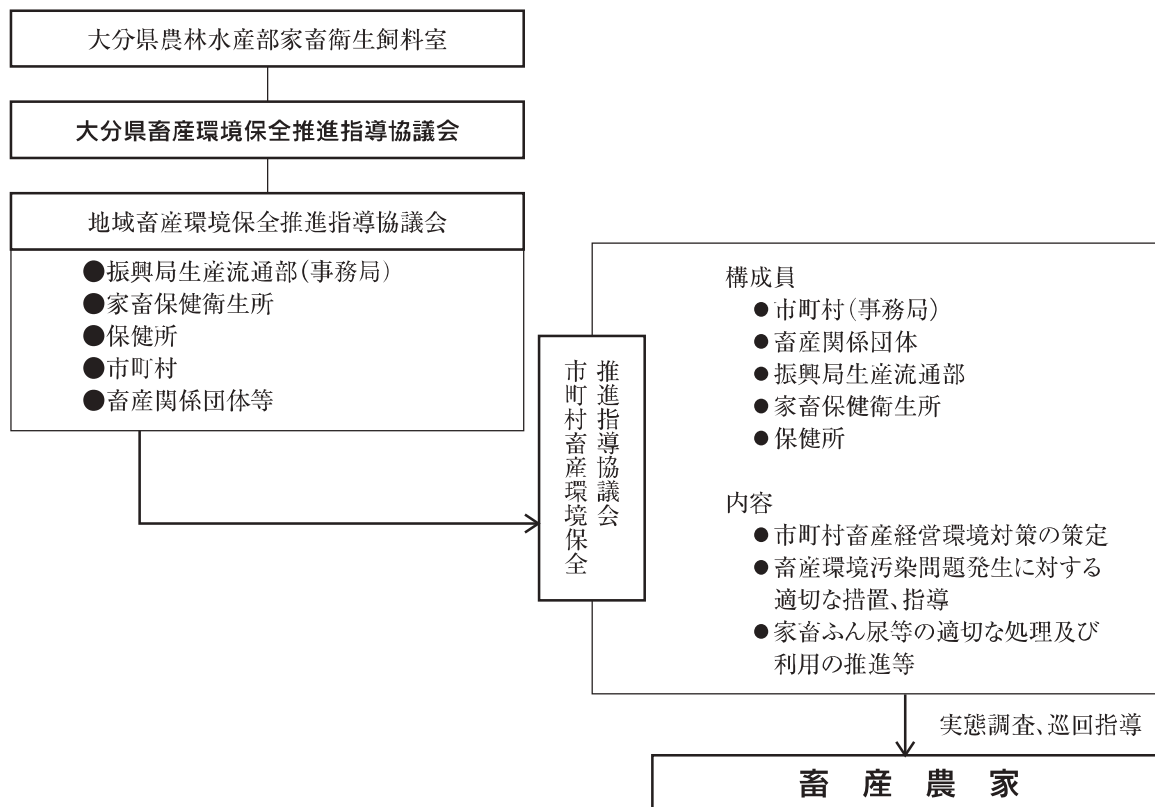 大分県農林水産部家畜衛生飼料室
大分県畜産環境保全推進指導協議会
地域畜産環境保全推進指導協議会
●振興局生産流通部(事務局)
●家畜保健衛生所
●保健所
●市町村
●畜産関係団体等
市町村畜産環境保全
推進指導協議会
構成員
●市町村(事務局)
●畜産関係団体
●振興局生産流通部
●家畜保健衛生所
●保健所
内容
●市町村畜産経営環境対策の策定
●畜産環境汚染問題発生に対する
適切な措置、指導
●家畜ふん尿等の適切な処理及び
利用の推進等
実態調査、巡回指導
畜産農家